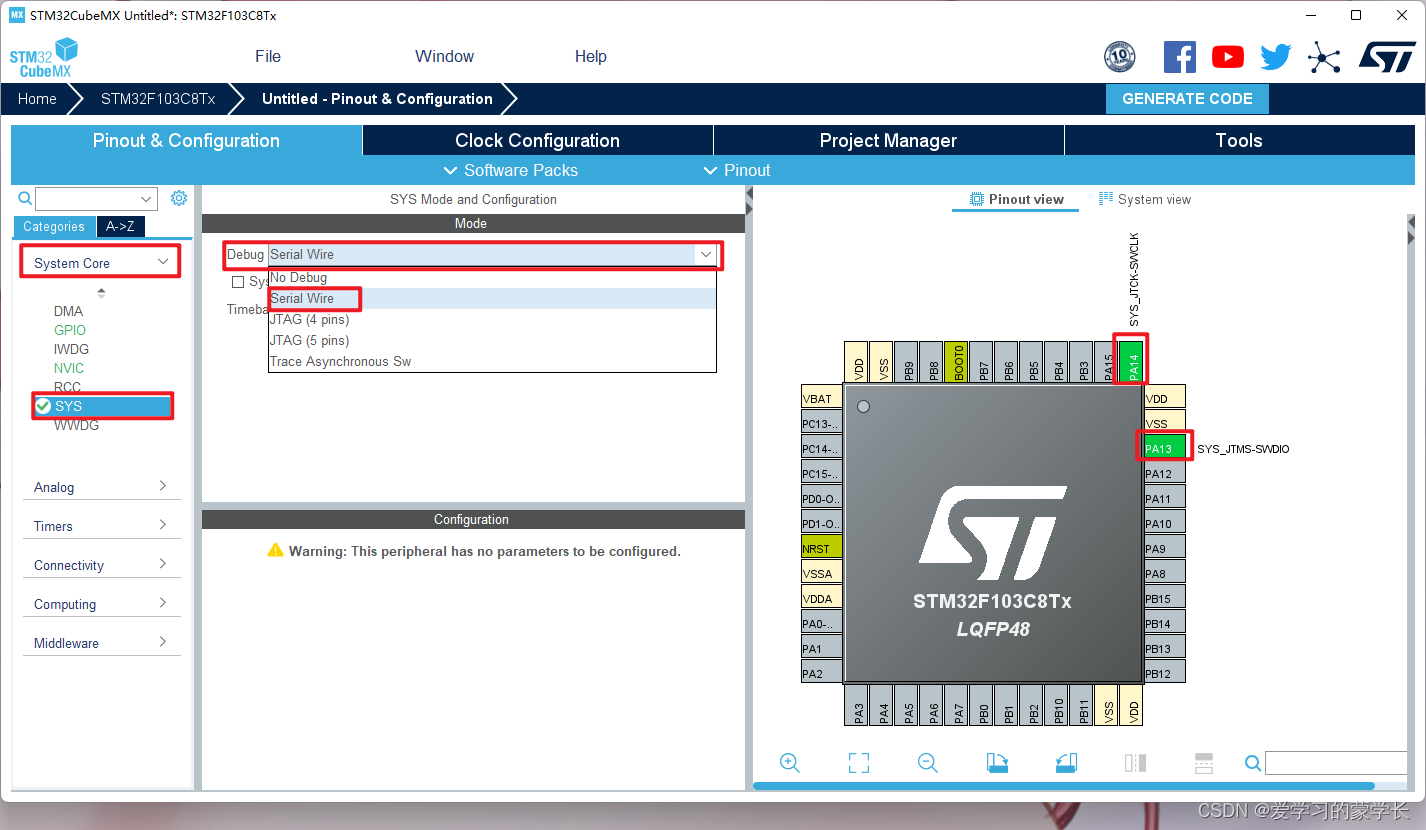 MX STM32CubeMX Untitled*: STM32F103C8Tx
STM32
CubeMX
File
Window
Help
10
ST
Home
STM32F103C8Tx
Untitled - Pinout & Configuration
GENERATE CODE
Pinout & Configuration
Clock Configuration
Project Manager
Tools
Software Packs
Pinout
Categories
A->Z
System Core
DMA
GPIO
IWDG
NVIC
RCC
SYS
WWDG
Analog
Timers
Connectivity
Computing
Middleware
SYS Mode and Configuration
Mode
Debug Serial Wire
Sys
Timeba
No Debug
Serial Wire
JTAG (4 pins)
JTAG (5 pins)
Trace Asynchronous Sw
Configuration
Warning: This peripheral has no parameters to be configured.
Pinout view
System view
SYS_JTCK-SWCLK
VDD
VSS
PB9
PB8
BOOT0
PB7
PB6
PB5
PB4
PB3
PA15
PA14
VBAT
PC13-..
PC14-..
PC15-..
PD0-O..
PD1-O..
NRST
VSSA
VDDA
PA0-..
PA1
PA2
VDD
VSS
PA13
SYS_JTMS-SWDIO
PA12
PA11
PA10
PA9
PA8
PB15
PB14
PB13
PB12
ST
STM32F103C8Tx
LQFP48
PA3
PA4
PA5
PA6
PA7
PB0
PB1
PB2
PB10
PB11
VSS
VDD
CSDN @爱学习的蒙学长